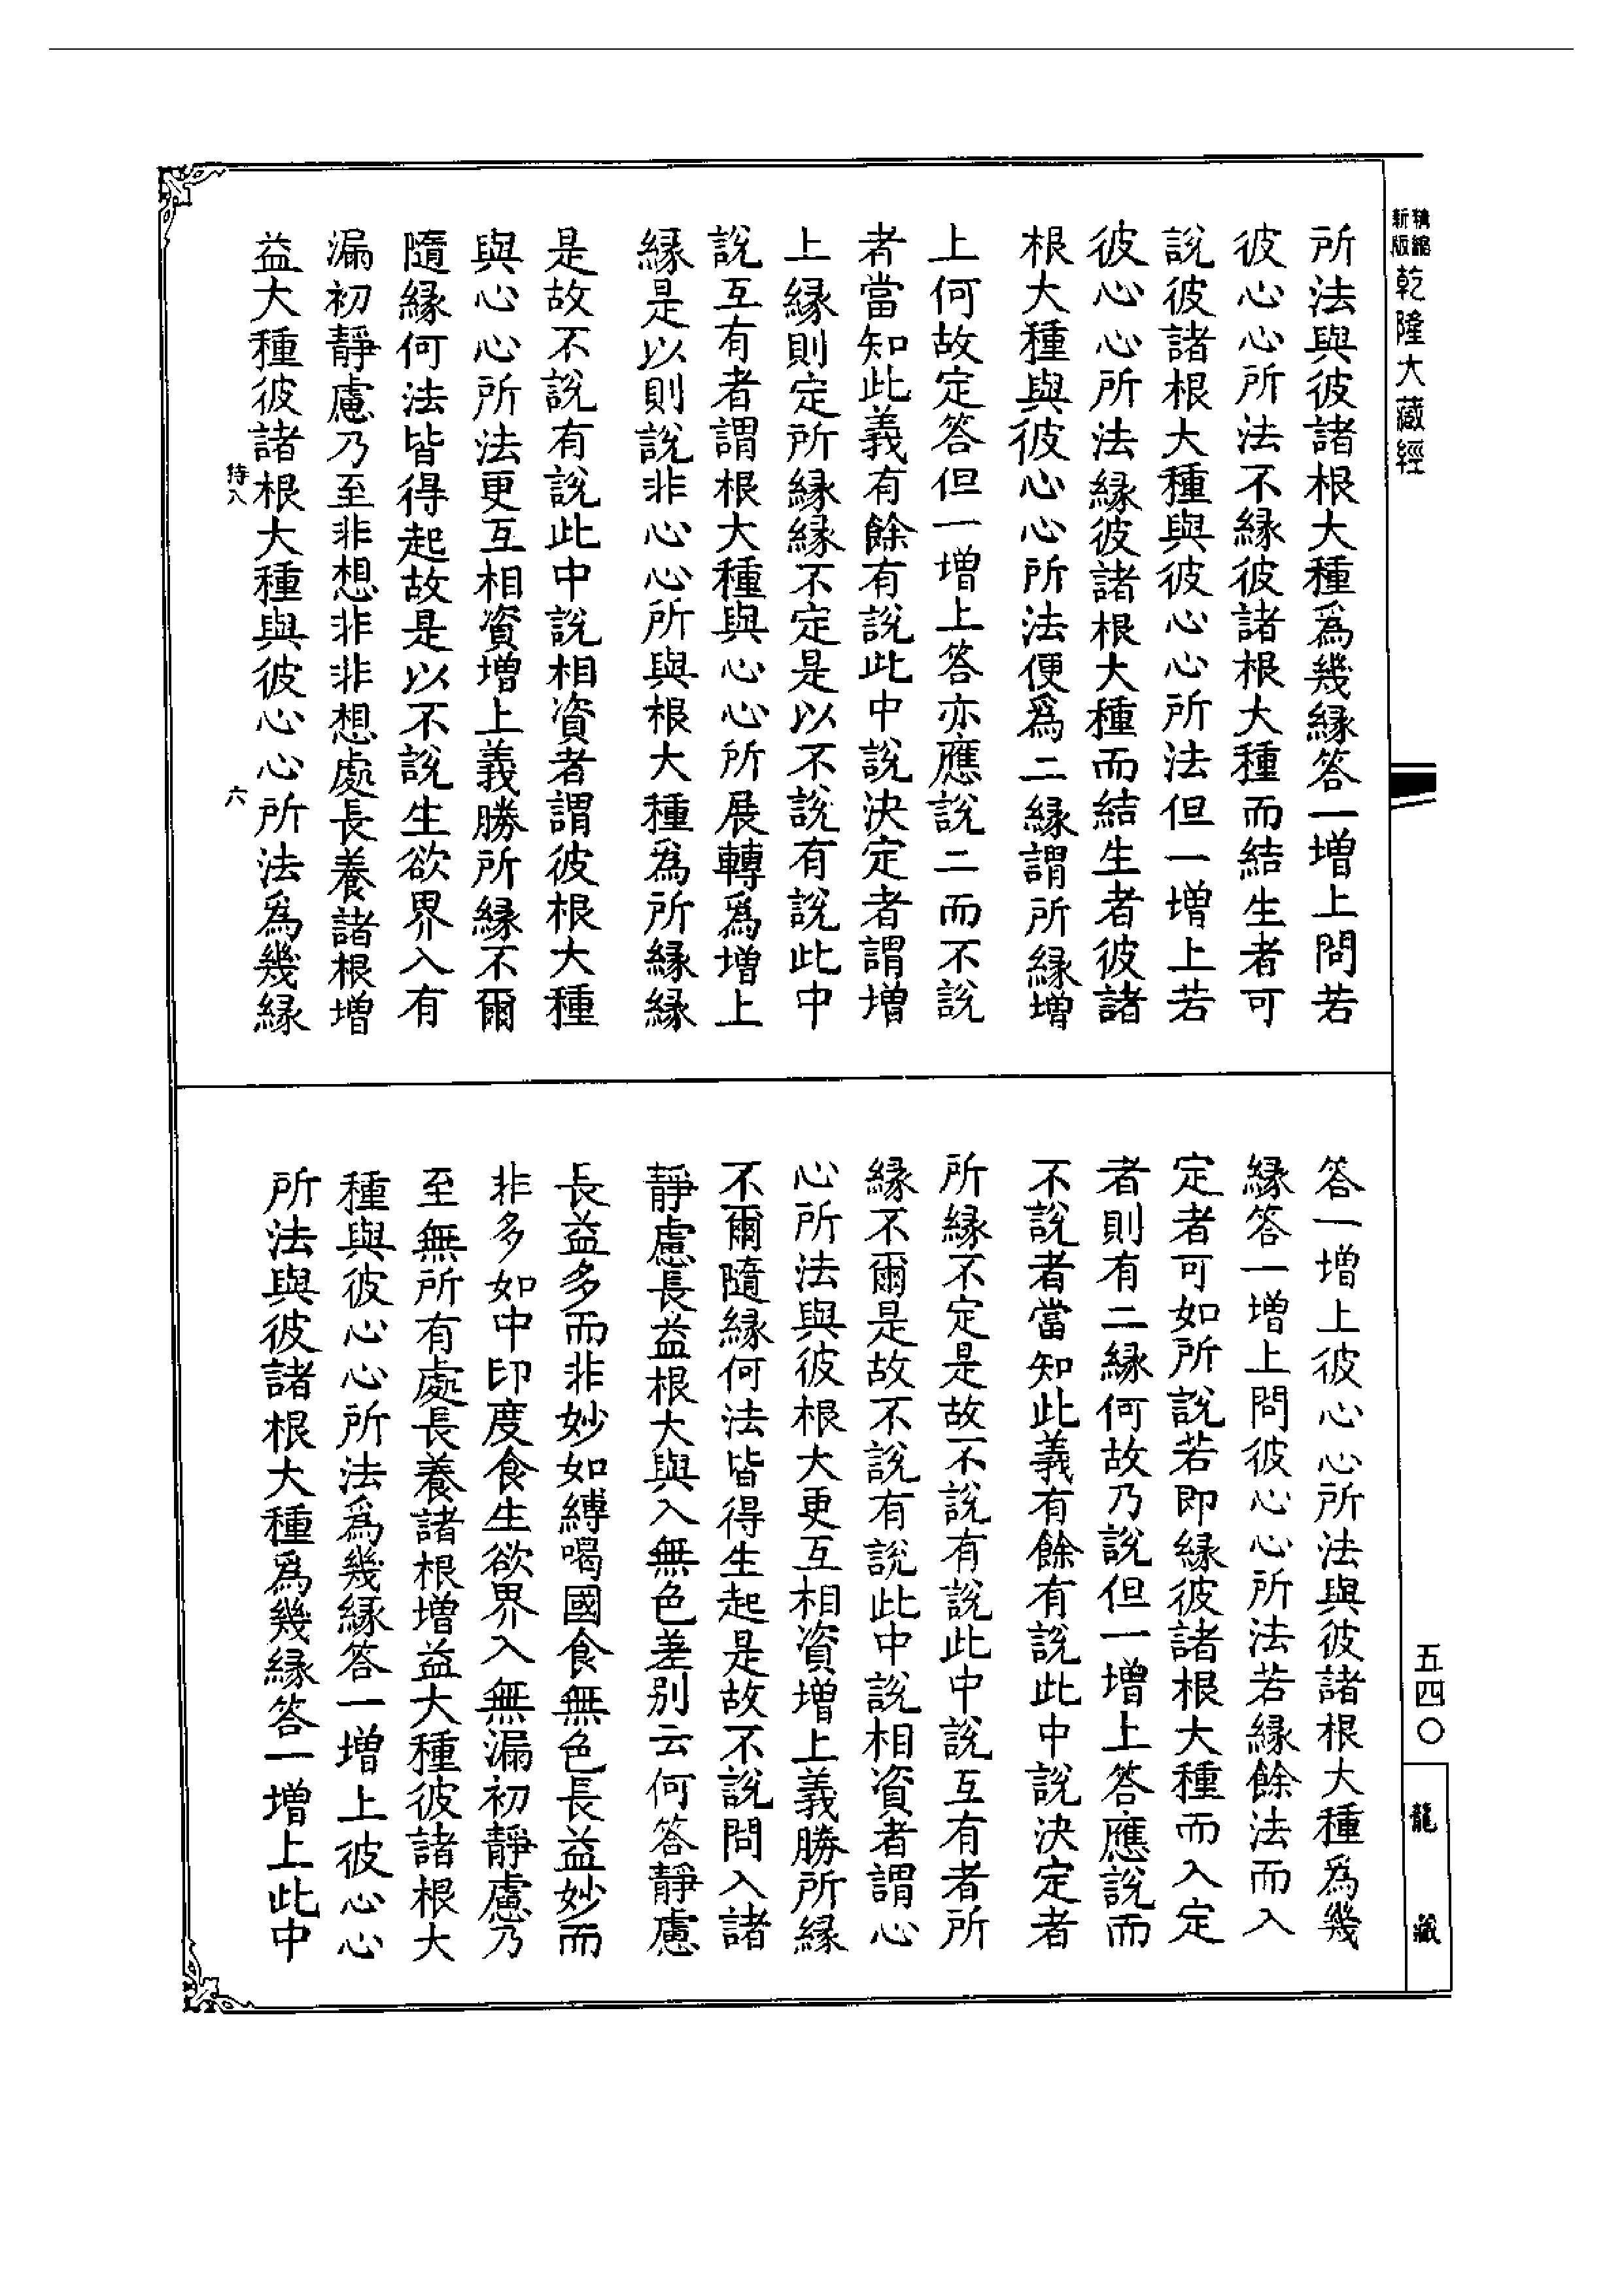 精縮新版乾隆大藏經
所法與彼諸根大種爲幾緣答一增上問若
彼心心所法不緣彼諸根大種而結生者可
說彼諸根大種與彼心心所法但一增上若
彼心心所法緣彼諸根大種而結生者彼諸
根大種與彼心心所法便爲二緣謂所緣增
上何故定答但一增上答亦應說二而不說
者當知此義有餘有說此中說決定者謂增
上緣則定所緣緣不定是以不說有說此中
說互有者謂根大種與心心所展轉爲增上
緣是以則說非心心所與根大種爲所緣緣
是故不說有說此中說相資者謂彼根大種
與心心所法更互相資增上義勝所緣不爾
隨緣何法皆得起故是以不說生欲界入有
漏初靜慮乃至非想非非想處長養諸根增
益大種彼諸根大種與彼心心所法爲幾緣
六
答一增上彼心心所法與彼諸根大種爲幾
緣答一增上問彼心心所法若緣餘法而入
定者可如所說若即緣彼諸根大種而入定
者則有二緣何故乃說但一增上答應說而
不說者當知此義有餘有說此中說決定者
所緣不定是故不說有說此中說互有者所
緣不爾是故不說有說此中說相資者謂心
心所法與彼根大更互相資增上義勝所緣
不爾隨緣何法皆得生起是故不說問入諸
靜慮長益根大與入無色差別云何答靜慮
長益多而非妙如縛喝國食無色長益妙而
非多如中印度食生欲界入無漏初靜慮乃
至無所有處長養諸根增益大種彼諸根大
種與彼心心所法爲幾緣答一增上彼心心
所法與彼諸根大種爲幾緣答一增上此中
五四〇
龍藏